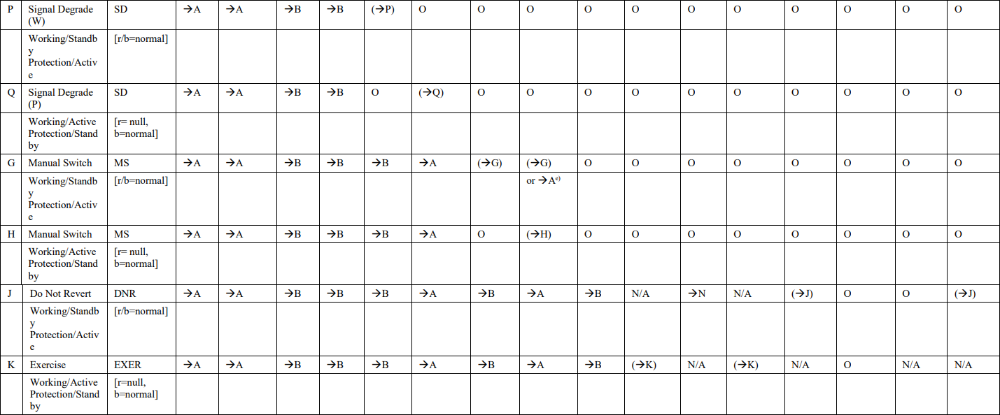 P Signal Degrade SD →A →A →B →B (→P) O O O O O O O O O O O
(W)
Working/Standb [r/b=normal]
y
Protection/Activ
e
Q Signal Degrade SD →A →A →B →B O (→Q) O O O O O O O O O O
(P)
Working/Active [r= null,
Protection/Stand b=normal]
by
G Manual Switch MS →A →A →B →B →B →A (→G) (→G) O O O O O O O O
Working/Standb [r/b=normal] or →Ae)
y
Protection/Activ
e
H Manual Switch MS →A →A →B →B →B →A O (→H) O O O O O O O O
Working/Active [r= null,
Protection/Stand b=normal]
by
J Do Not Revert DNR →A →A →B →B →B →A →B →A →B N/A →N N/A (→J) O O (→J)
Working/Standb [r/b=normal]
y
Protection/Activ
e
K Exercise EXER →A →A →B →B →B →A →B →A →B (→K) N/A (→K) N/A O N/A N/A
Working/Active [r=null,
Protection/Stand b=normal]
by